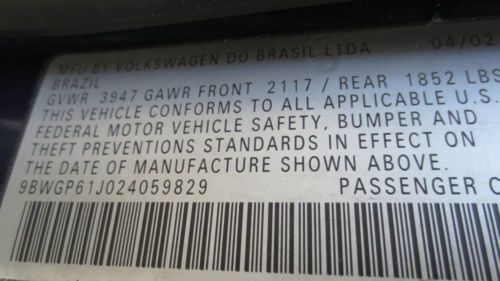 MFD BY VOLKSWAGEN DO BRASIL LTDA 04/02
BRAZIL
GVWR 3947 GAWR FRONT 2117 / REAR 1852 LBS
THIS VEHICLE CONFORMS TO ALL APPLICABLE U.S.
FEDERAL MOTOR VEHICLE SAFETY, BUMPER AND
THEFT PREVENTIONS STANDARDS IN EFFECT ON
THE DATE OF MANUFACTURE SHOWN ABOVE.
9BWGP61J024059829 PASSENGER C